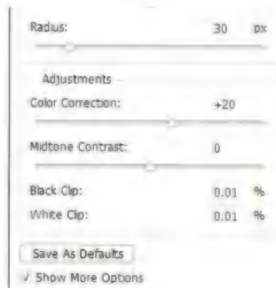 Radius: 30 px
Adjustments
Color Correction: +20
Midtone Contrast: 0
Black Clip: 0.01 %
White Clip: 0.01 %
Save As Defaults
✓ Show More Options